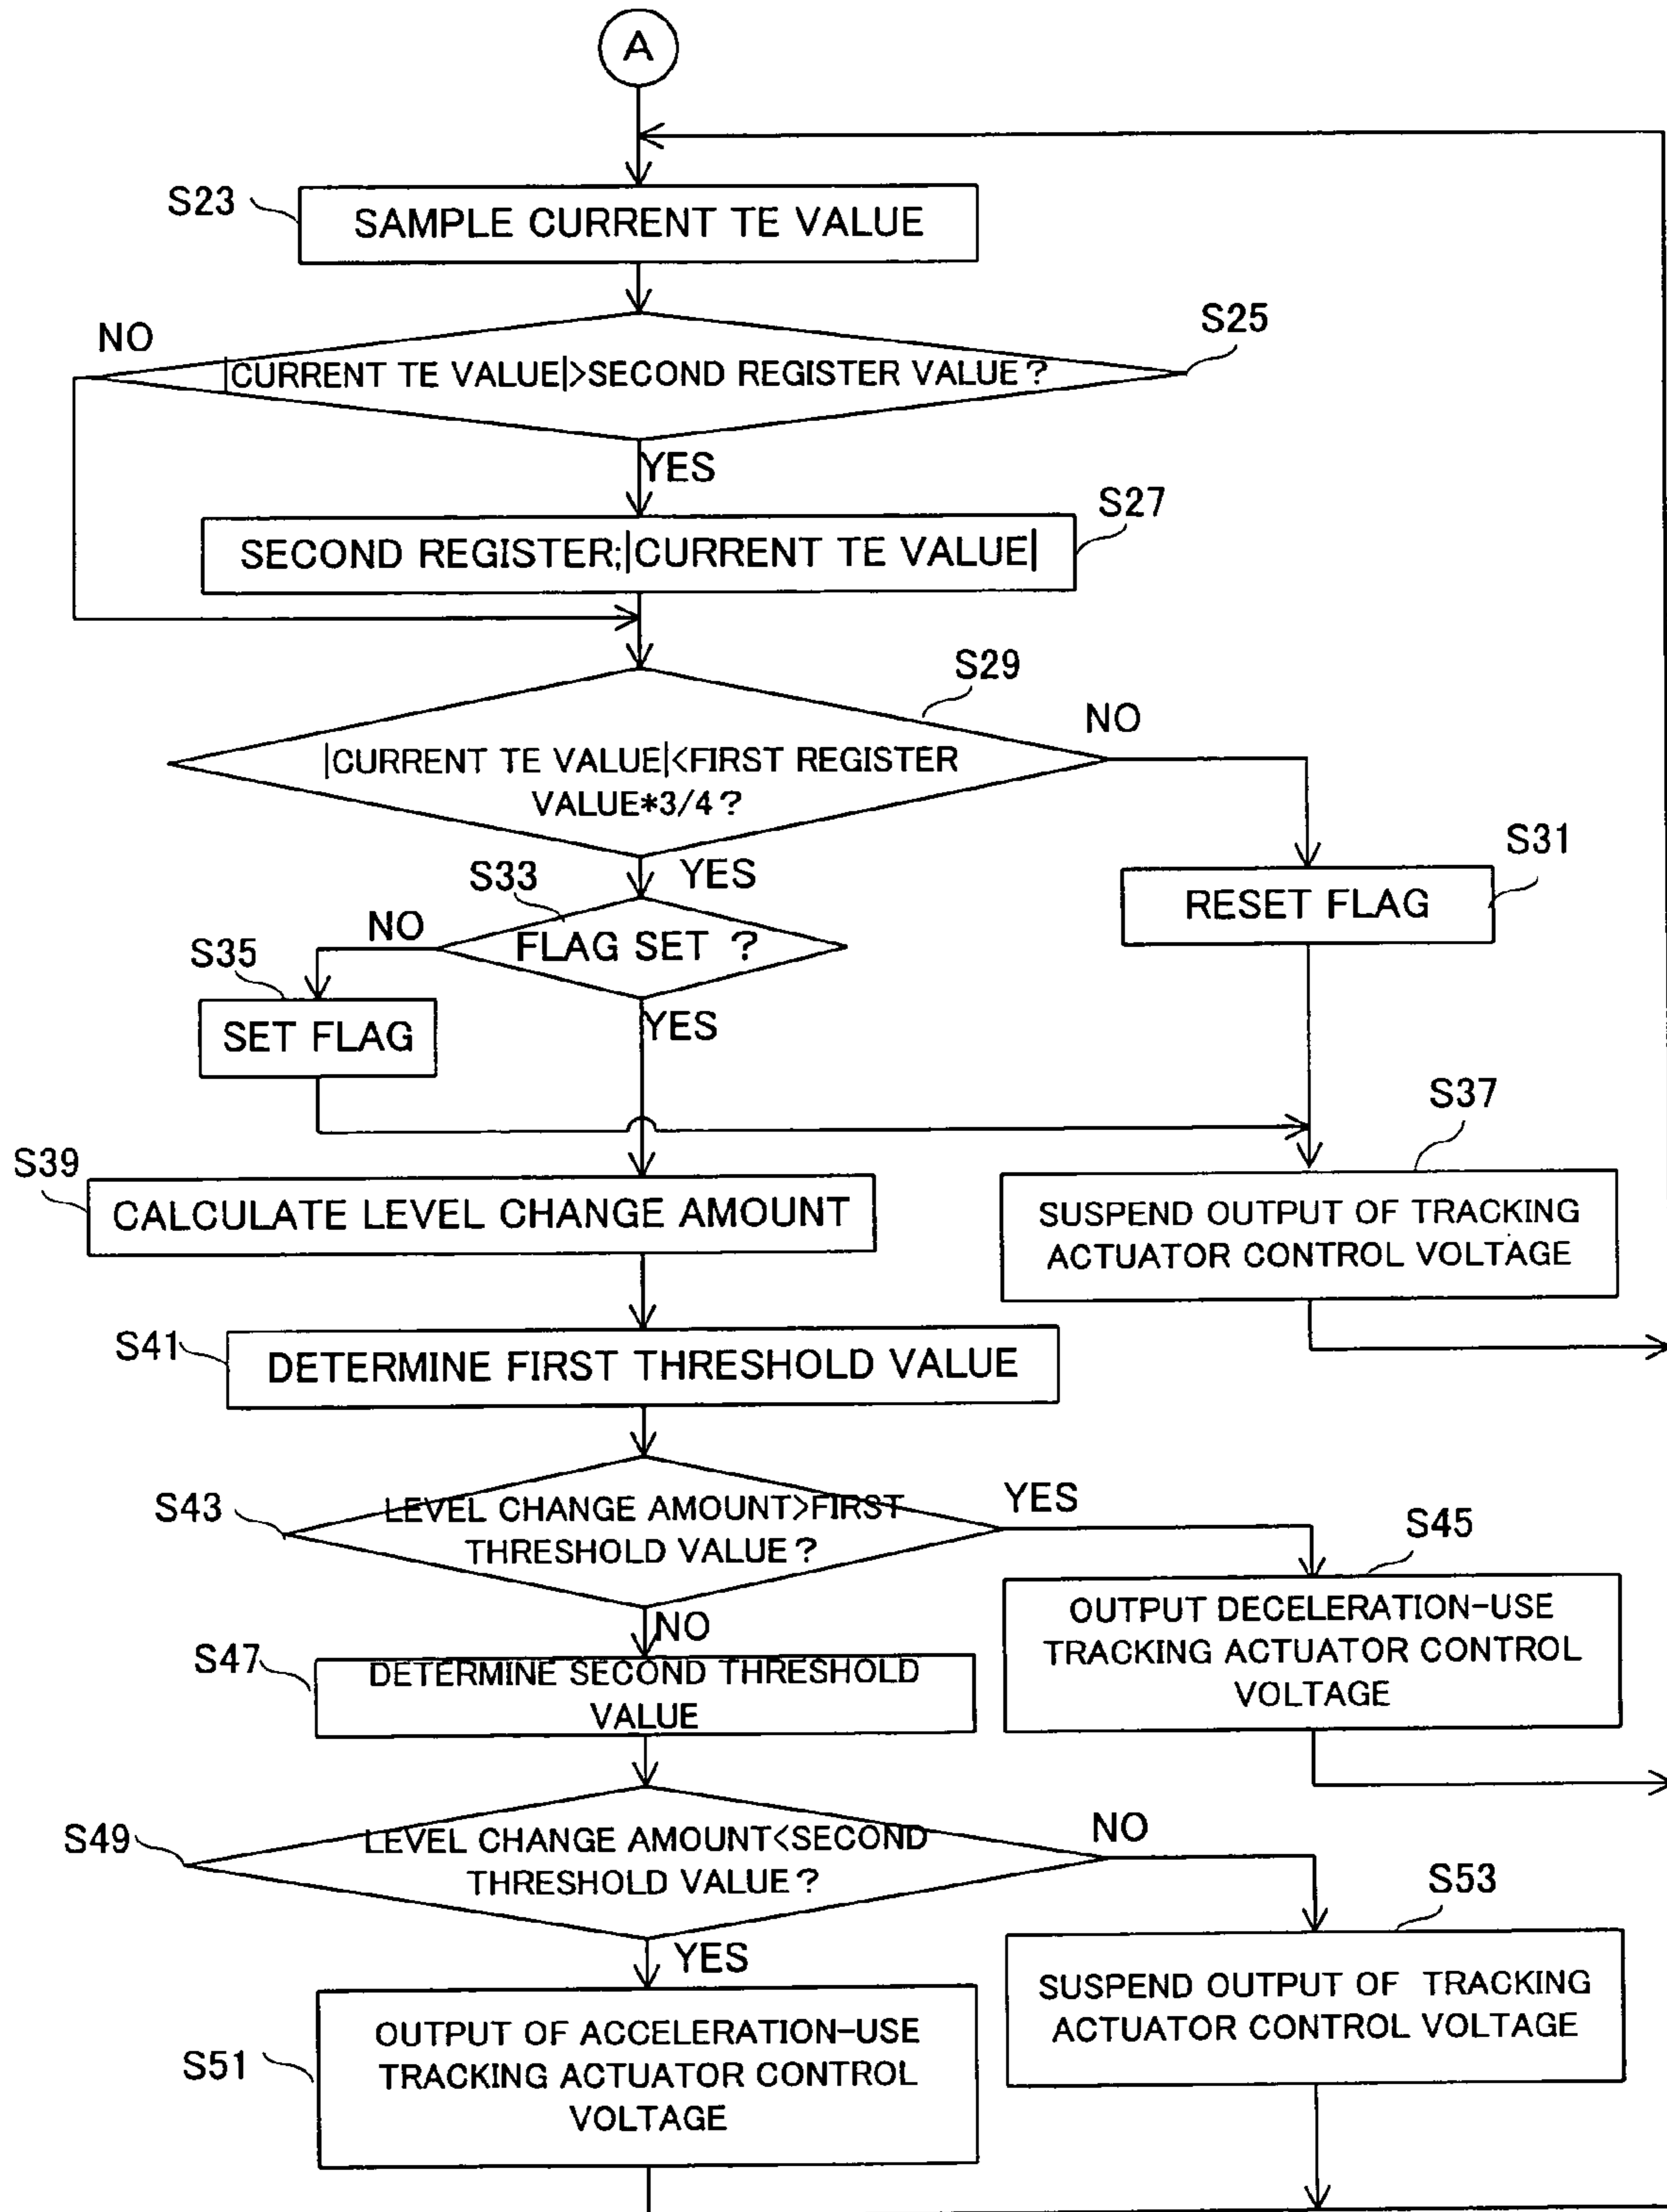 A
S23
SAMPLE CURRENT TE VALUE
NO
S25
|CURRENT TE VALUE|>SECOND REGISTER VALUE?
YES
S27
SECOND REGISTER;|CURRENT TE VALUE|
S29
NO
|CURRENT TE VALUE|<FIRST REGISTER
VALUE*3/4?
S33
YES
S31
RESET FLAG
NO
FLAG SET ?
S35
SET FLAG
YES
S37
S39
CALCULATE LEVEL CHANGE AMOUNT
SUSPEND OUTPUT OF TRACKING
ACTUATOR CONTROL VOLTAGE
S41
DETERMINE FIRST THRESHOLD VALUE
S43
LEVEL CHANGE AMOUNT>FIRST
THRESHOLD VALUE?
YES
S45
OUTPUT DECELERATION-USE
TRACKING ACTUATOR CONTROL
VOLTAGE
NO
S47
DETERMINE SECOND THRESHOLD
VALUE
S49
LEVEL CHANGE AMOUNT<SECOND
THRESHOLD VALUE?
NO
S53
YES
SUSPEND OUTPUT OF TRACKING
ACTUATOR CONTROL VOLTAGE
S51
OUTPUT OF ACCELERATION-USE
TRACKING ACTUATOR CONTROL
VOLTAGE